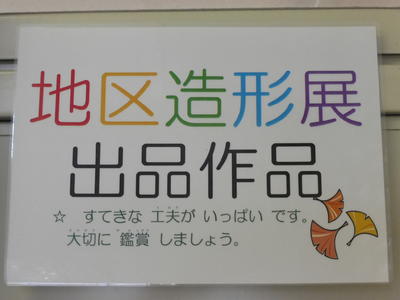 地区造形展
出品作品
☆ すてきな 工夫が いっぱい です。
大切に 鑑賞 しましょう。